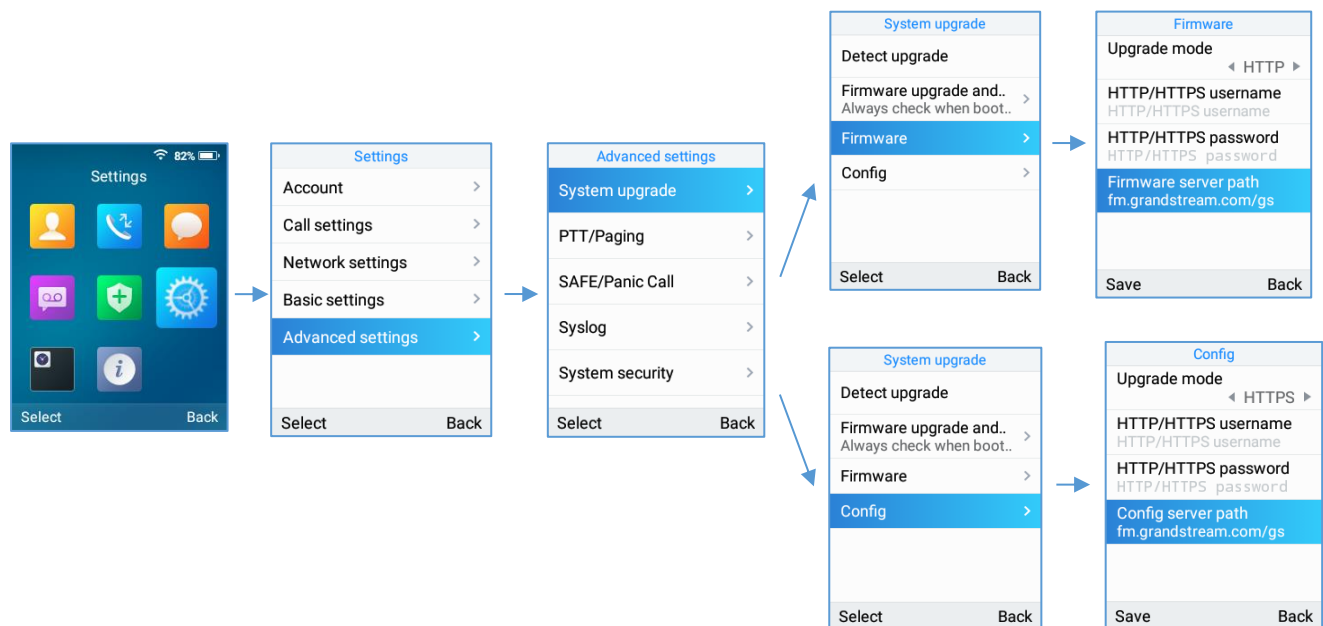 82%
Settings
Select Back
Settings
Account
Call settings
Network settings
Basic settings
Advanced settings
Select Back
Advanced settings
System upgrade
PTT/Paging
SAFE/Panic Call
Syslog
System security
Select Back
System upgrade
Detect upgrade
Firmware upgrade and..
Always check when boot..
Firmware
Config
Select Back
Firmware
Upgrade mode
HTTP
HTTP/HTTPS username
HTTP/HTTPS username
HTTP/HTTPS password
HTTP/HTTPS password
Firmware server path
fm.grandstream.com/gs
Save Back
System upgrade
Detect upgrade
Firmware upgrade and..
Always check when boot..
Firmware
Config
Select Back
Config
Upgrade mode
HTTPS
HTTP/HTTPS username
HTTP/HTTPS username
HTTP/HTTPS password
HTTP/HTTPS password
Config server path
fm.grandstream.com/gs
Save Back